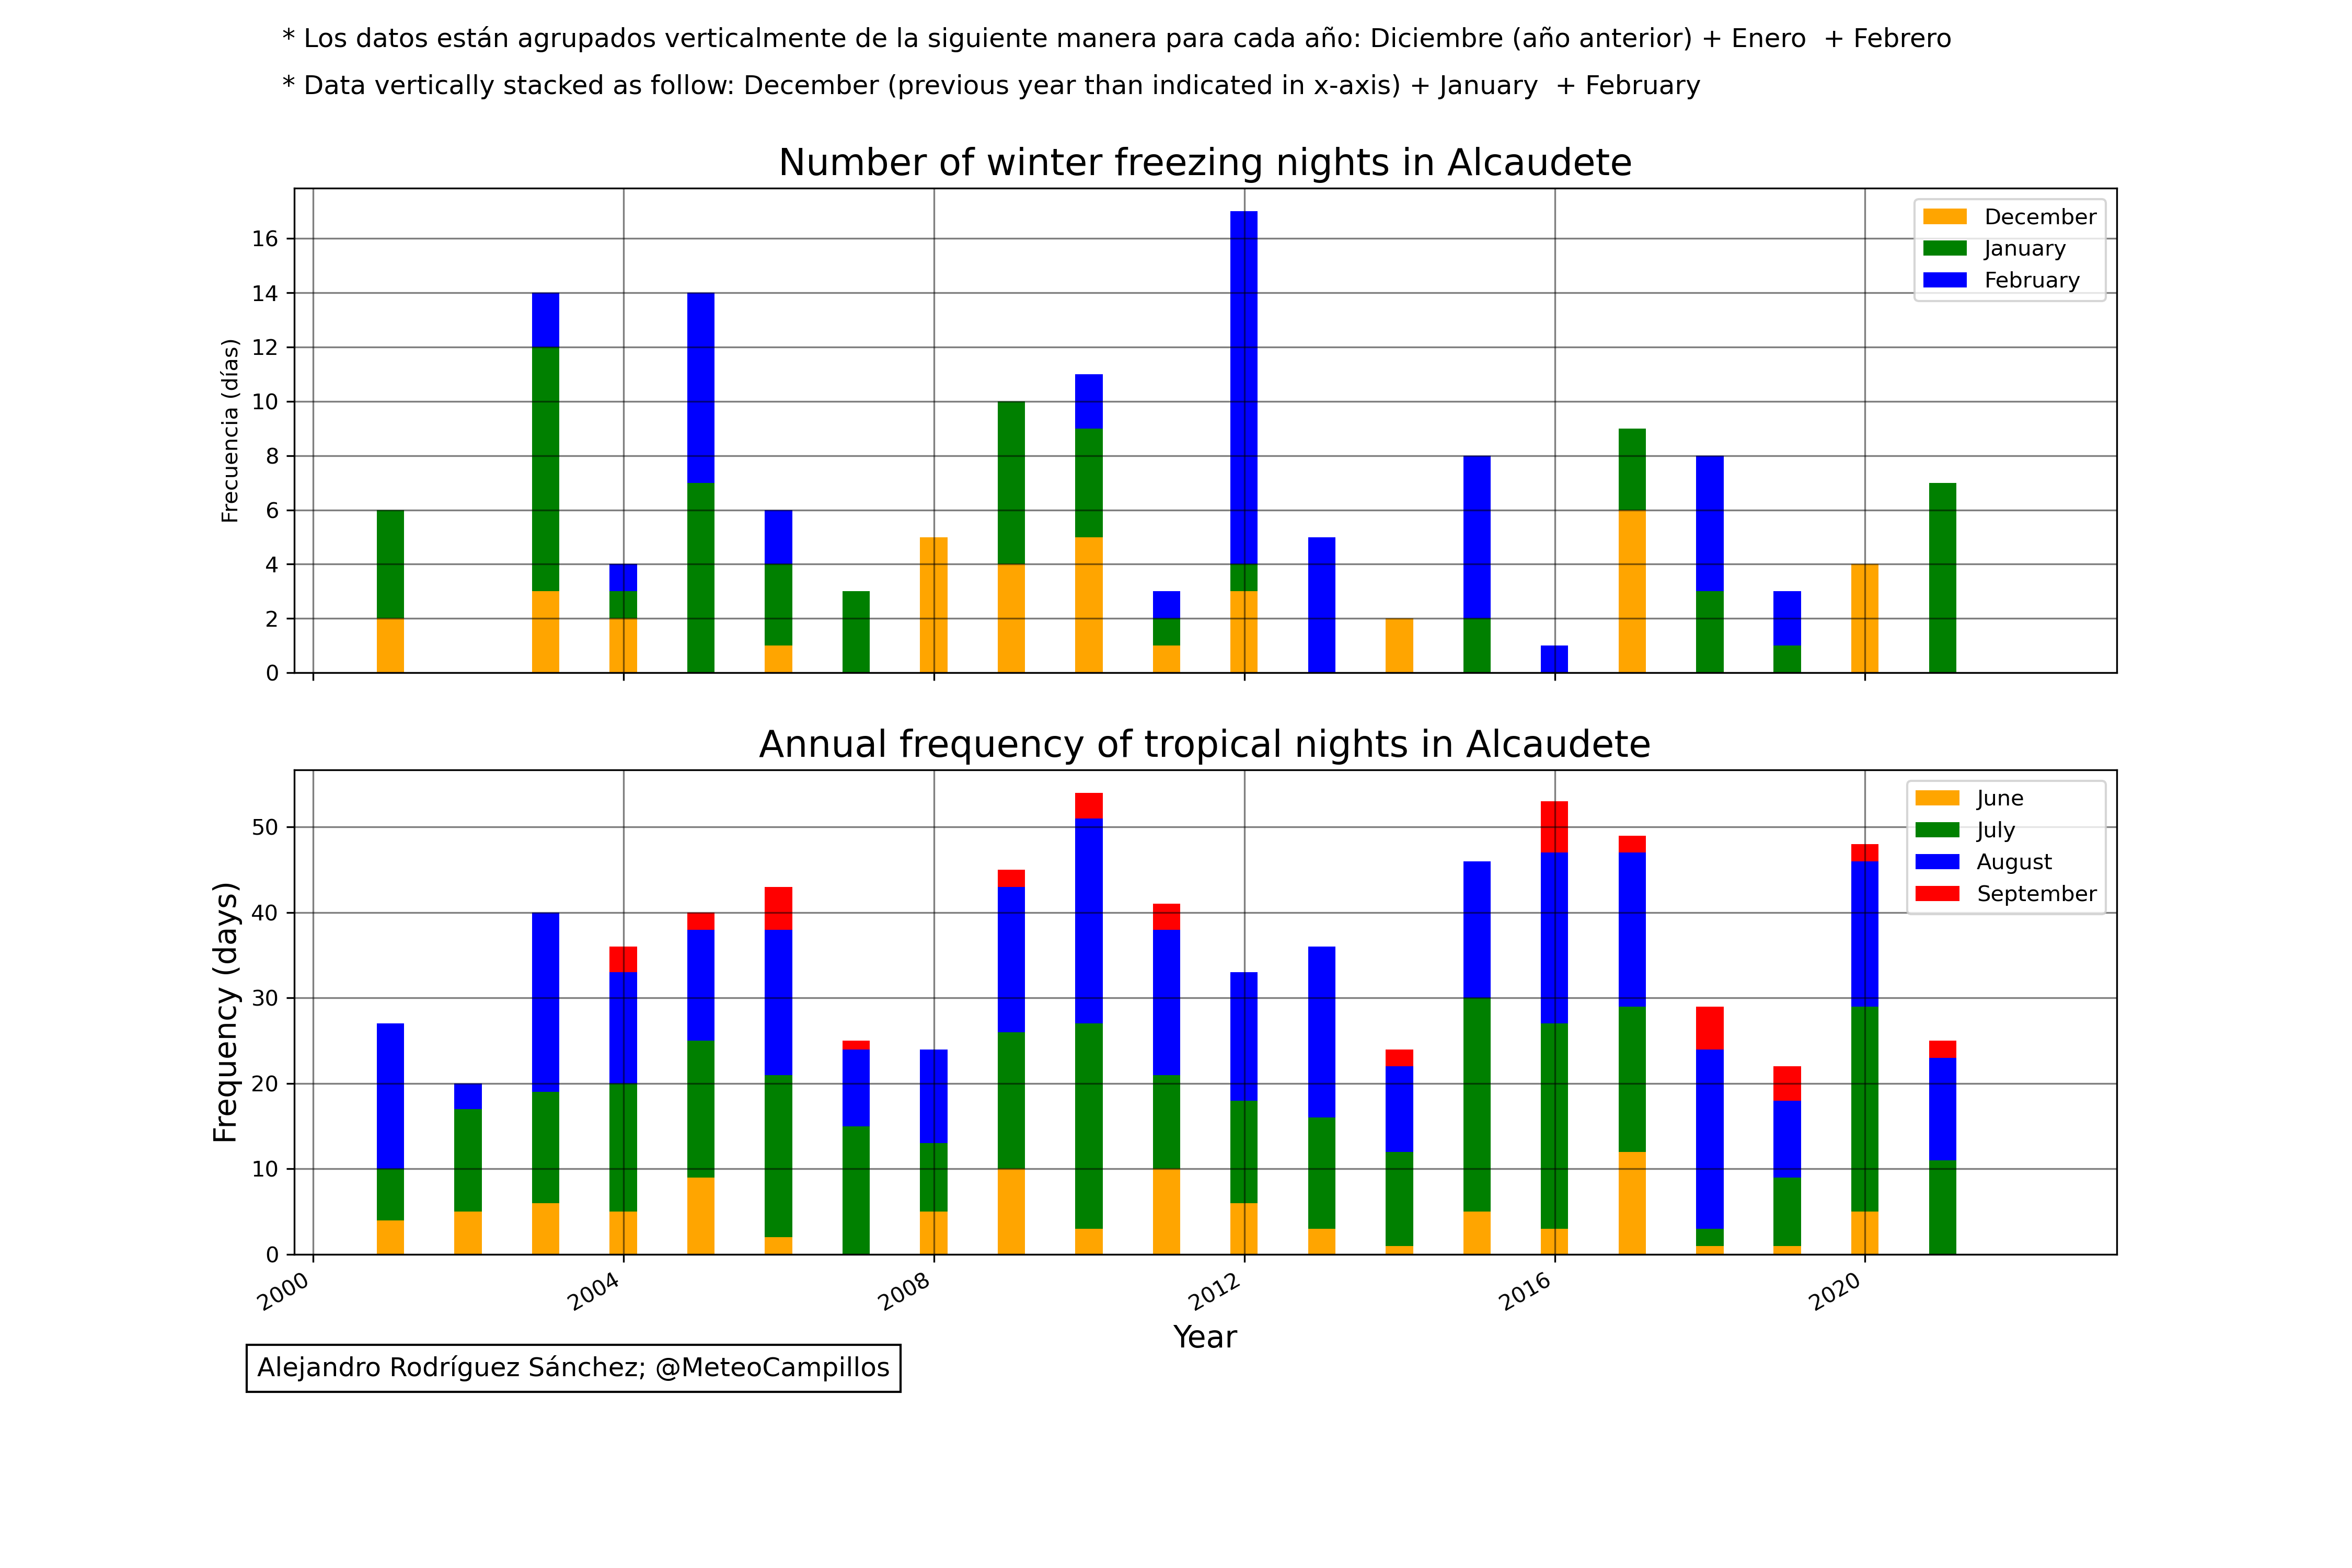 * Los datos están agrupados verticalmente de la siguiente manera para cada año: Diciembre (año anterior) + Enero  + Febrero
* Data vertically stacked as follow: December (previous year than indicated in x-axis) + January  + February
Number of winter freezing nights in Alcaudete
Frecuencia (días)
16
14
12
10
8
6
4
2
0
December
January
February
Annual frequency of tropical nights in Alcaudete
Frequency (days)
50
40
30
20
10
0
June
July
August
September
2000
2004
2008
2012
2016
2020
Year
Alejandro Rodríguez Sánchez; @MeteoCampillos